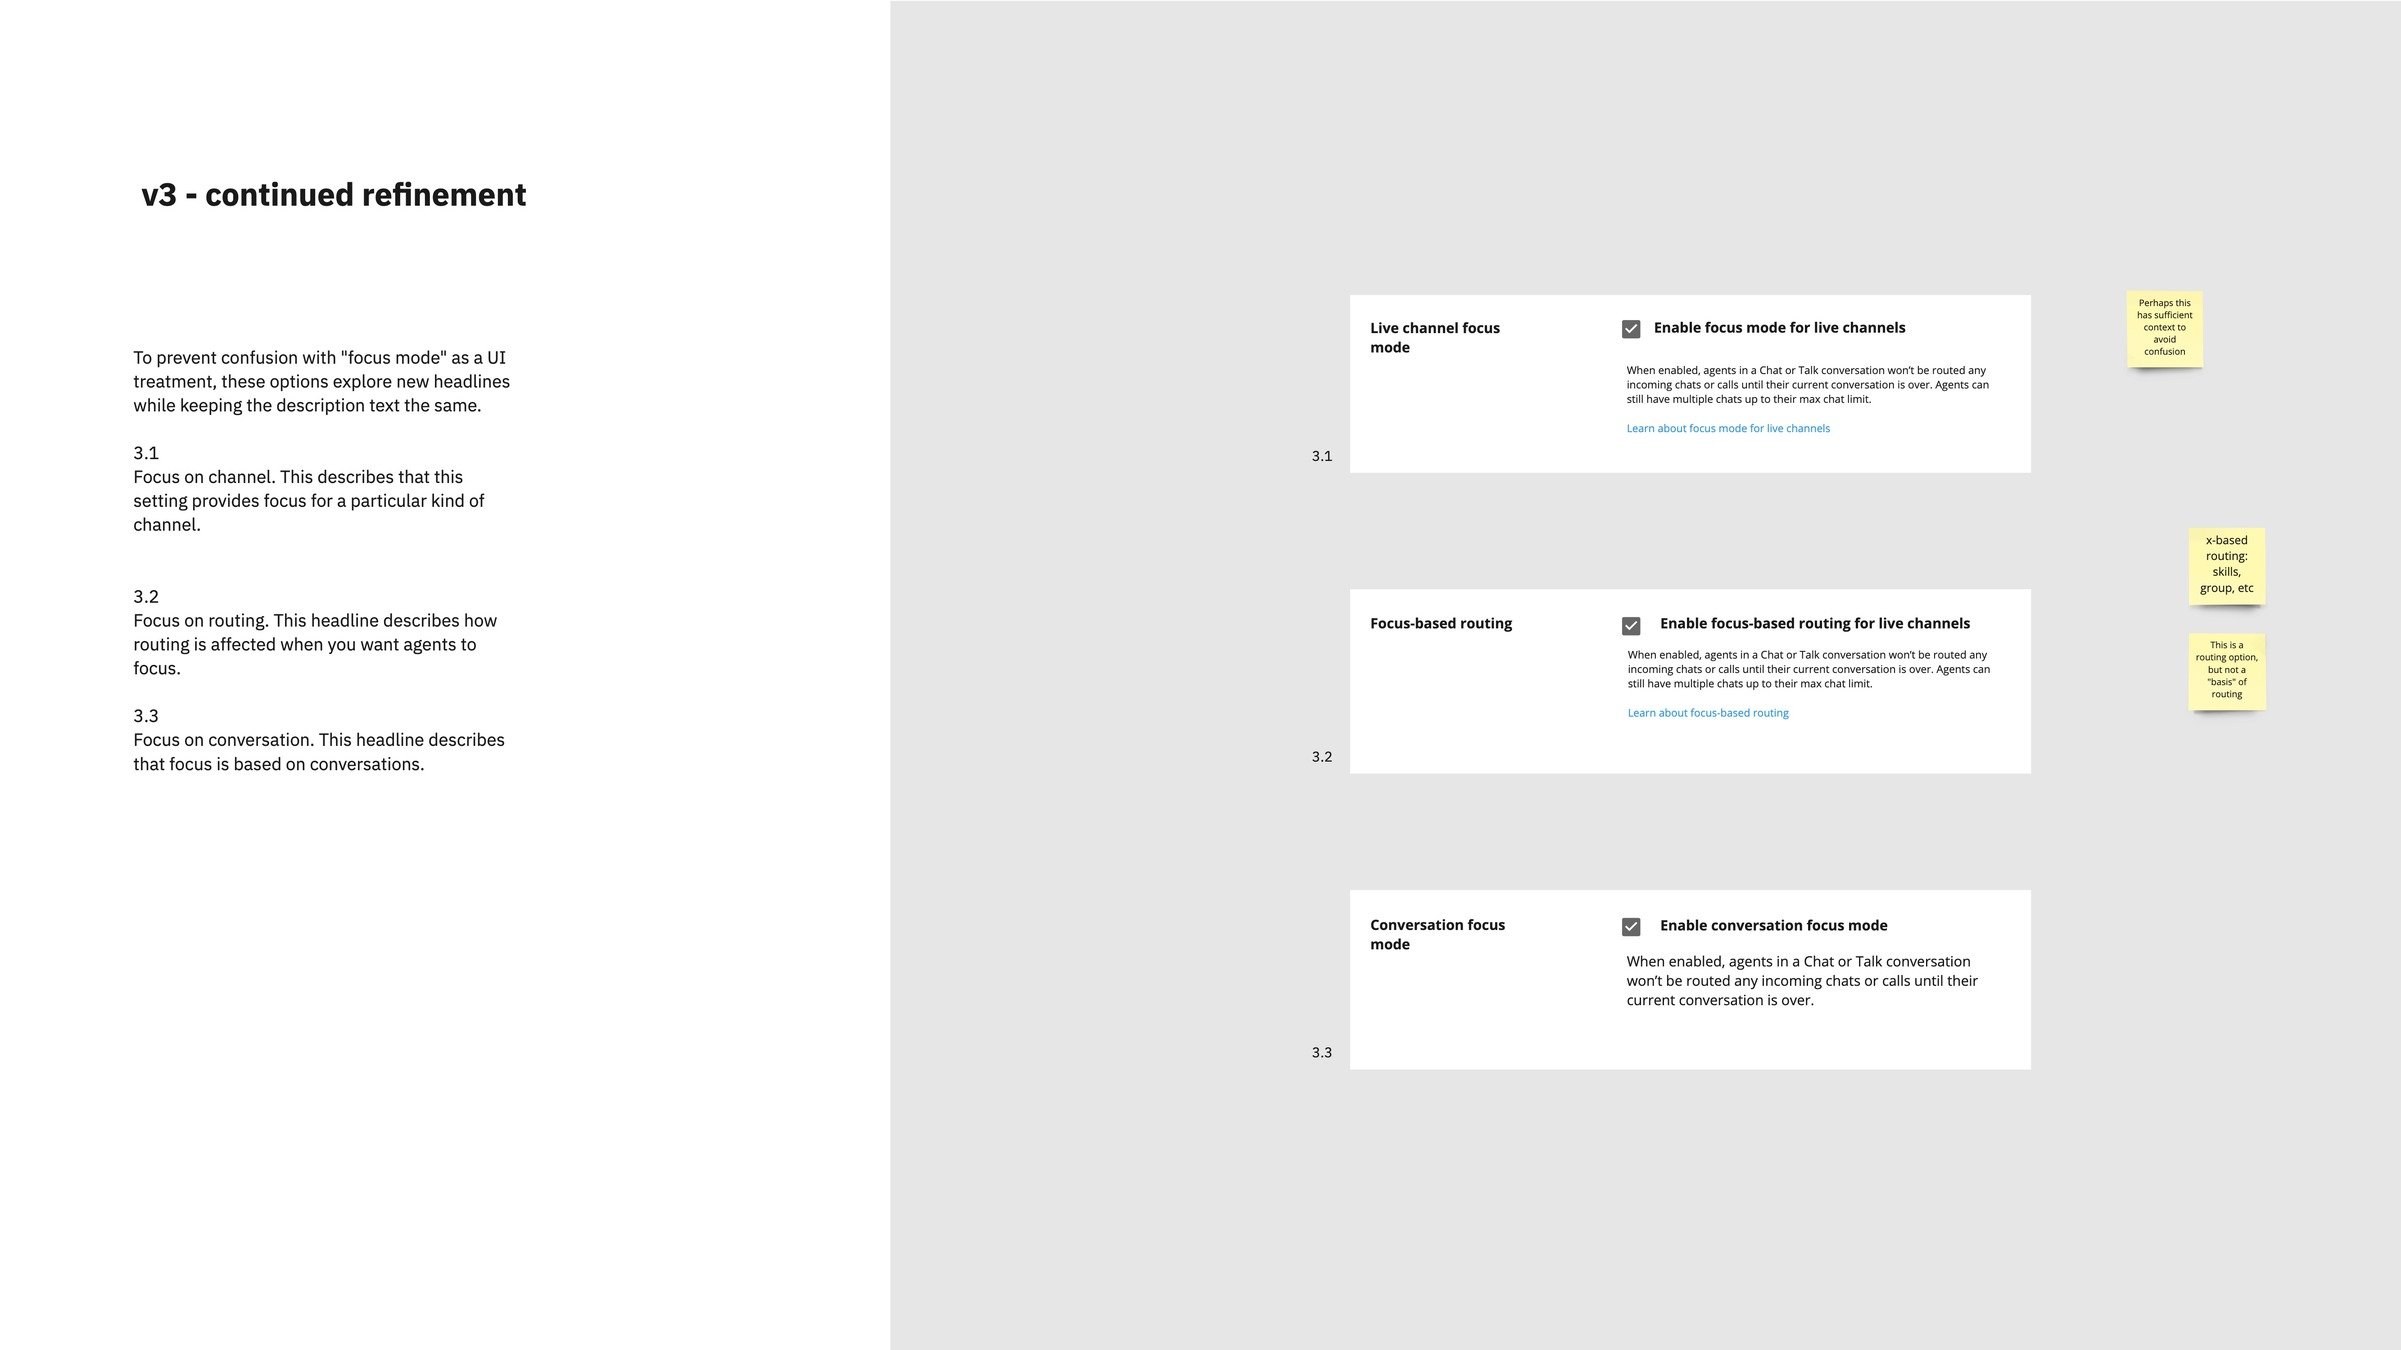 v3 - continued refinement
To prevent confusion with "focus mode" as a UI
treatment, these options explore new headlines
while keeping the description text the same.
3.1
Focus on channel. This describes that this
setting provides focus for a particular kind of
channel.
3.2
Focus on routing. This headline describes how
routing is affected when you want agents to
focus.
3.3
Focus on conversation. This headline describes
that focus is based on conversations.
3.1
Live channel focus
mode
Enable focus mode for live channels
When enabled, agents in a Chat or Talk conversation won’t be routed any
incoming chats or calls until their current conversation is over. Agents can
still have multiple chats up to their max chat limit.
Learn about focus mode for live channels
Perhaps this
has sufficient
context to
avoid
confusion
3.2
Focus-based routing
Enable focus-based routing for live channels
When enabled, agents in a Chat or Talk conversation won’t be routed any
incoming chats or calls until their current conversation is over. Agents can
still have multiple chats up to their max chat limit.
Learn about focus-based routing
x-based
routing:
skills,
group, etc
This is a
routing option,
but not a
"basis" of
routing
3.3
Conversation focus
mode
Enable conversation focus mode
When enabled, agents in a Chat or Talk conversation
won’t be routed any incoming chats or calls until their
current conversation is over.